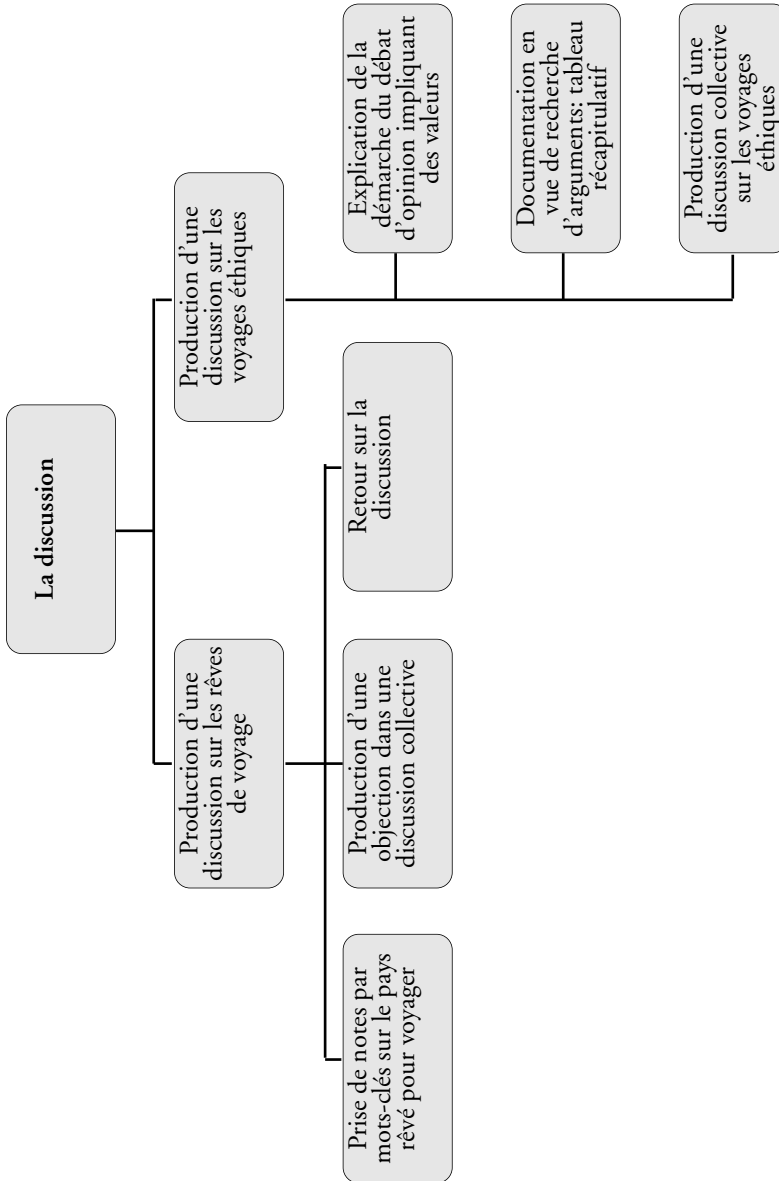 La discussion
Production d’une
discussion sur les rêves
de voyage
Production d’une
discussion sur les
voyages éthiques
Prise de notes par
mots-clés sur le pays
rêvé pour voyager
Production d’une
objection dans une
discussion collective
Retour sur la
discussion
Explication de la
démarche du débat
d’opinion impliquant
des valeurs
Documentation en
vue de recherche
d’arguments: tableau
récapitulatif
Production d’une
discussion collective
sur les voyages
éthiques